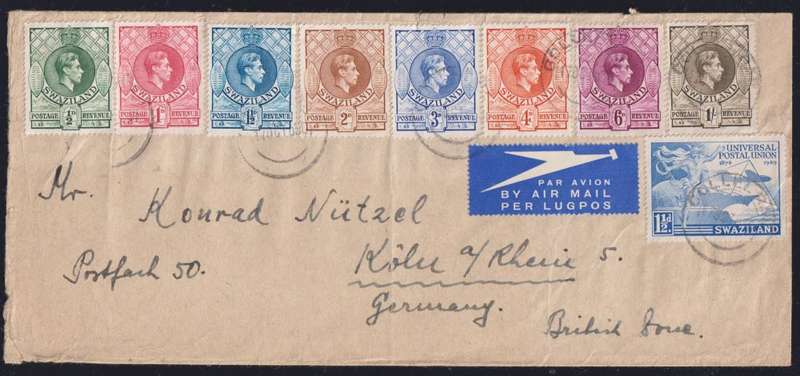 SWAZILAND
POSTAGE ½D REVENUE
SWAZILAND
POSTAGE 1D REVENUE
SWAZILAND
POSTAGE 1½D REVENUE
SWAZILAND
POSTAGE 2D REVENUE
SWAZILAND
POSTAGE 3D REVENUE
SWAZILAND
POSTAGE 4D REVENUE
SWAZILAND
POSTAGE 6D REVENUE
SWAZILAND
POSTAGE 1/- REVENUE
PAR AVION
BY AIR MAIL
PER LUGPOS
UNIVERSAL
POSTAL UNION
1874 1949
1½d
SWAZILAND
Mr. Konrad Nützel
Postfach 50. Köln a/Rhein 5.
Germany.
British Zone.